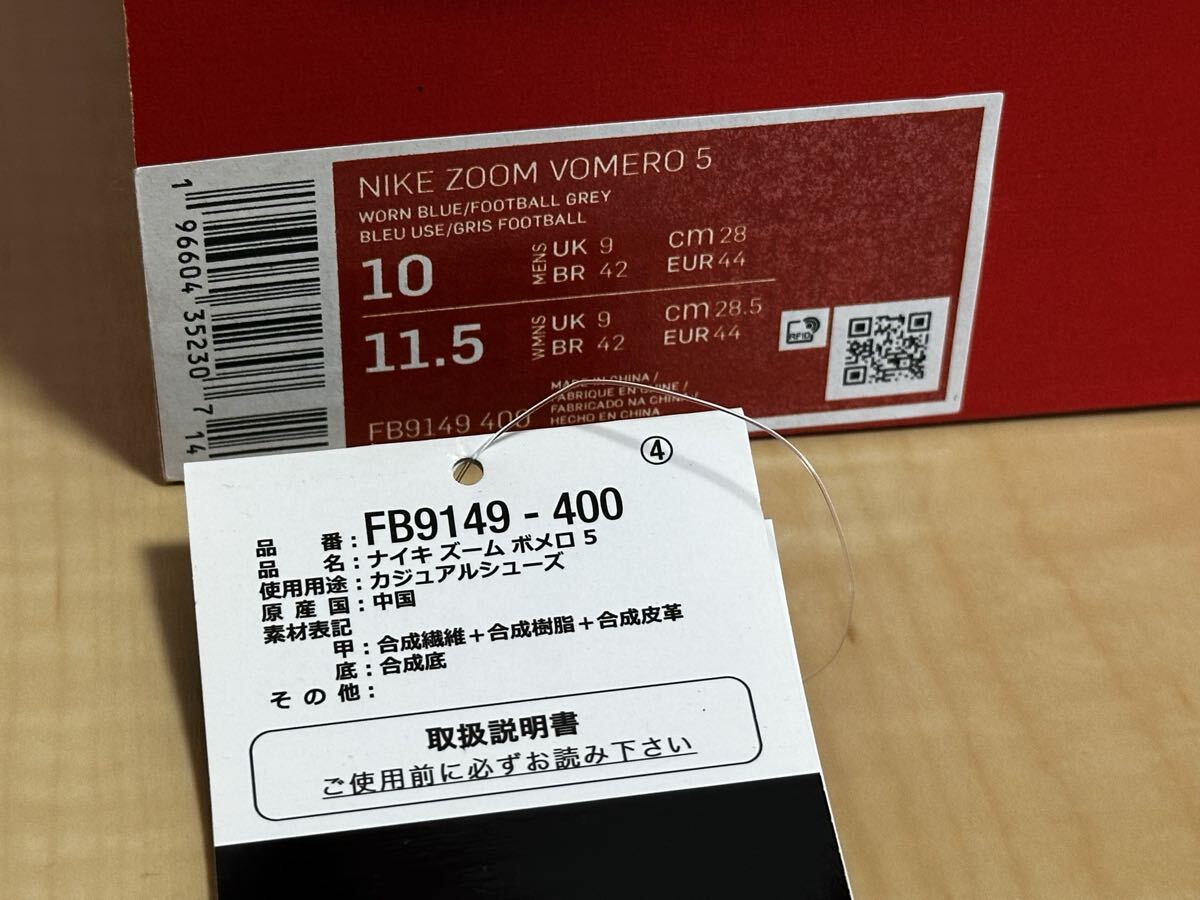 NIKE ZOOM VOMERO 5
WORN BLUE/FOOTBALL GREY
BLEU USE/GRIS FOOTBALL
10 MENS UK 9 cm 28
BR 42 EUR 44
11.5 WMNS UK 9 cm 28.5
BR 42 EUR 44
RFID
MADE IN CHINA /
FABRIQUE EN CHINE /
FABRICADO NA CHINA /
HECHO EN CHINA
FB9149 400
1 96604 35230 7 14
④
品番：FB9149 - 400
品名：ナイキ ズーム ボメロ 5
使用用途：カジュアルシューズ
原産国：中国
素材表記
甲：合成繊維＋合成樹脂＋合成皮革
底：合成底
その他：
取扱説明書
ご使用前に必ずお読み下さい